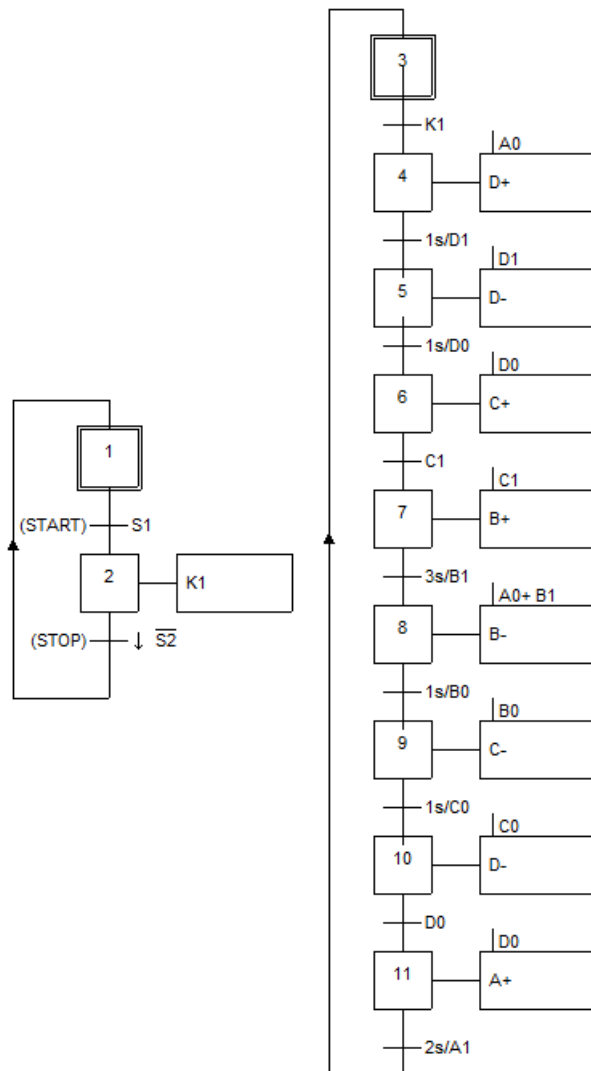 3
K1
A0
4
D+
1s/D1
D1
5
D-
1s/D0
D0
6
C+
C1
C1
7
B+
3s/B1
A0+ B1
8
B-
1s/B0
B0
9
C-
1s/C0
C0
10
D-
D0
D0
11
A+
2s/A1
1
(START) S1
2
K1
(STOP) ↓ S̅2̅